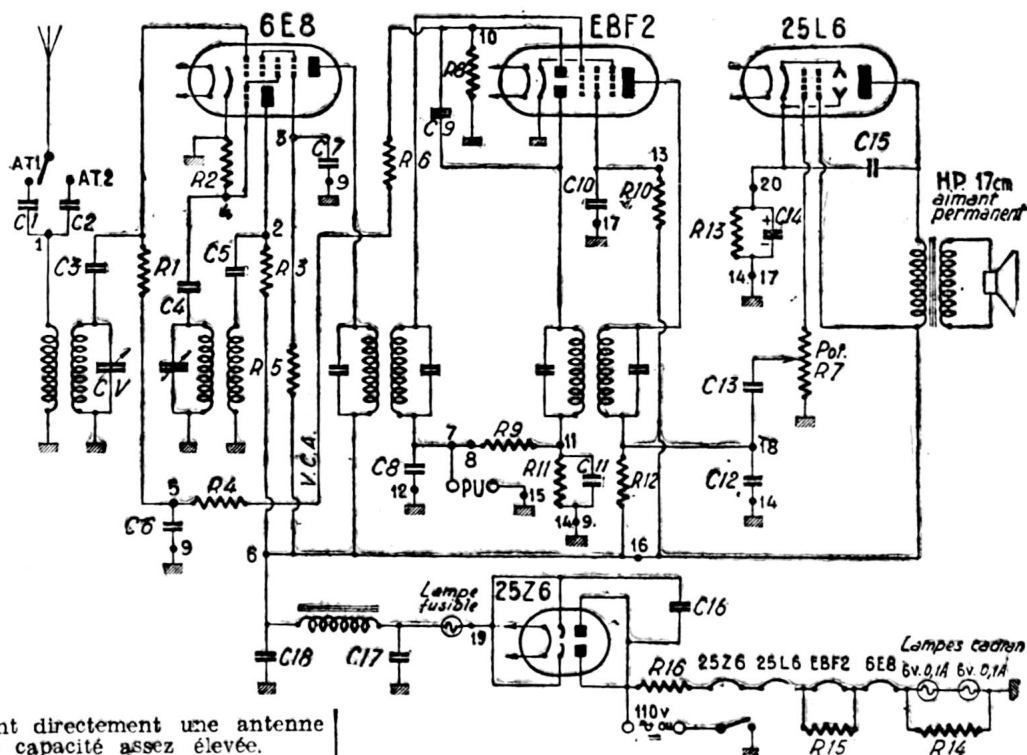 6E8
EBF2
25L6
10
R8
C9
AT1
AT2
C1
C2
1
R2
4
3
C7
9
R6
C10
17
13
R10
C15
20
R13
C14
14
17
H.P. 17cm
aimant
permanent
C3
R1
C4
C5
2
R3
CV
R5
V.C.A.
Pot.
R7
C13
18
C12
14
5
R4
C6
9
7
8
R9
11
C8
12
PU
15
R11
C11
14
9
R12
6
16
Lampe
fusible
19
25Z6
C16
C18
C17
R16
25Z6
25L6
EBF2
6E8
Lampes cadran
6v.0,1A
6v.0,1A
110v
ou
R15
R14
nt directement une antenne
capacité assez élevée.